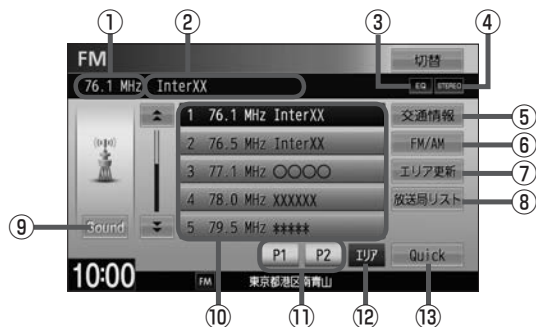 ① ② ③ ④
FM 切替
76.1 MHz InterXX EQ STEREO
1 76.1 MHz InterXX 交通情報 ⑤
2 76.5 MHz InterXX FM/AM ⑥
3 77.1 MHz ○○○○ エリア更新 ⑦
4 78.0 MHz XXXXXX 放送局リスト ⑧
⑨ Sound 5 79.5 MHz *****
P1 P2 エリア Quick
10:00 FM 東京都港区南青山
⑩ ⑪ ⑫ ⑬